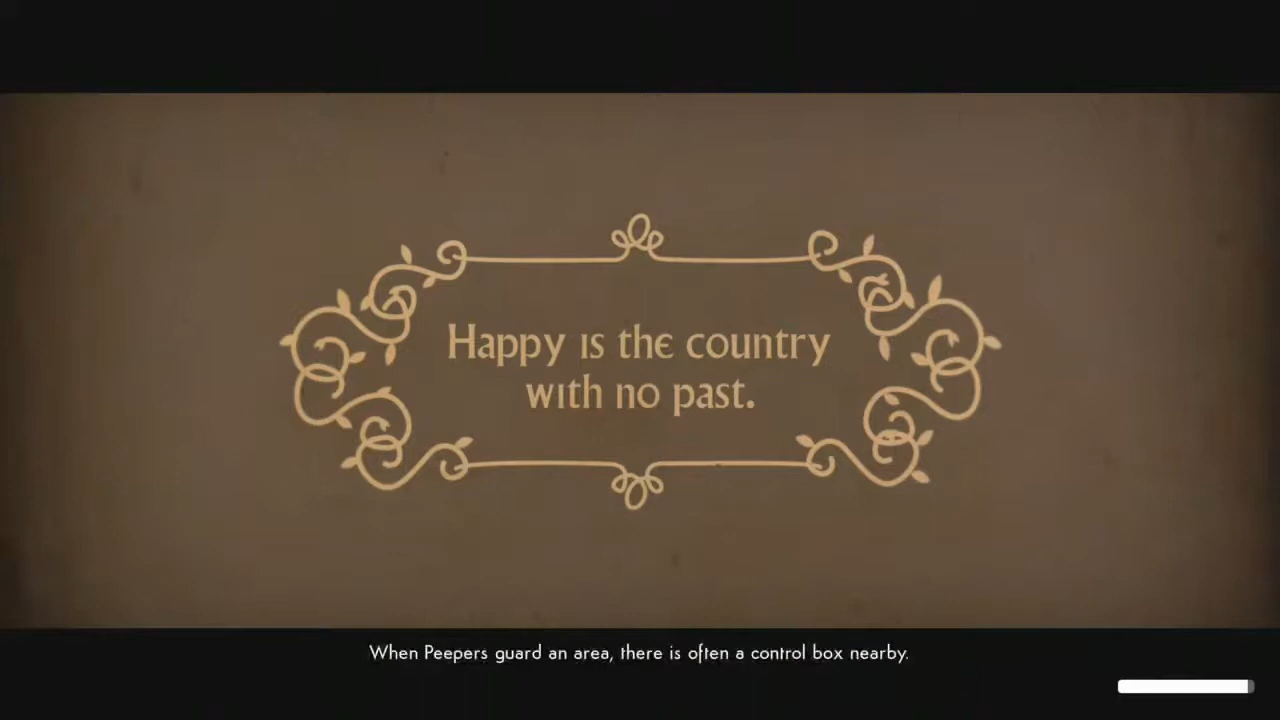 Happy is the country
with no past.
When Peepers guard an area, there is often a control box nearby.